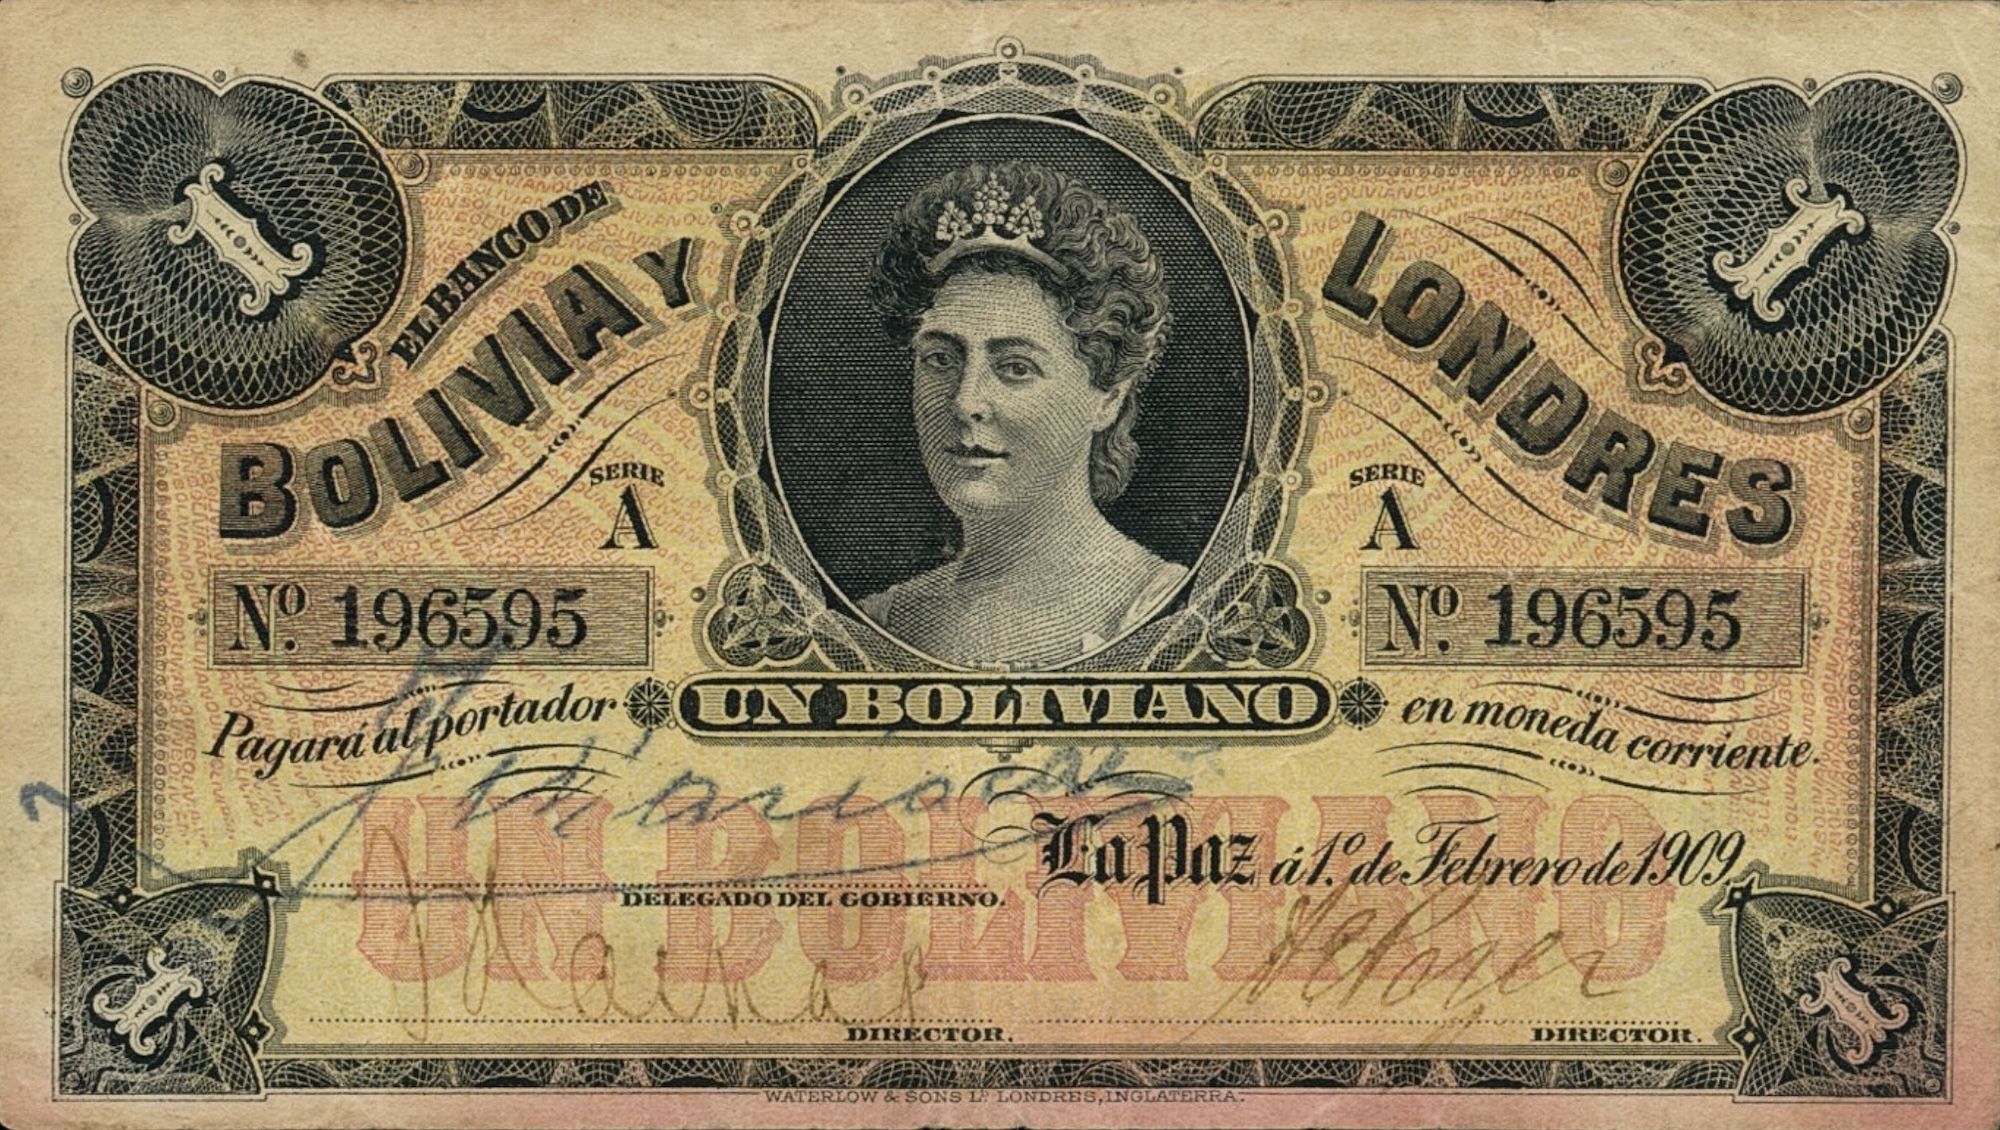 EL BANCO DE
BOLIVIA Y LONDRES
1 1
SERIE A SERIE A
Nº. 196595 Nº. 196595
Pagará al portador UN BOLIVIANO en moneda corriente.
UN BOLIVIANO
La Paz á 1.º de Febrero de 1909.
DELEGADO DEL GOBIERNO.
DIRECTOR. DIRECTOR.
1 1
WATERLOW & SONS Lᴰ. LONDRES, INGLATERRA.